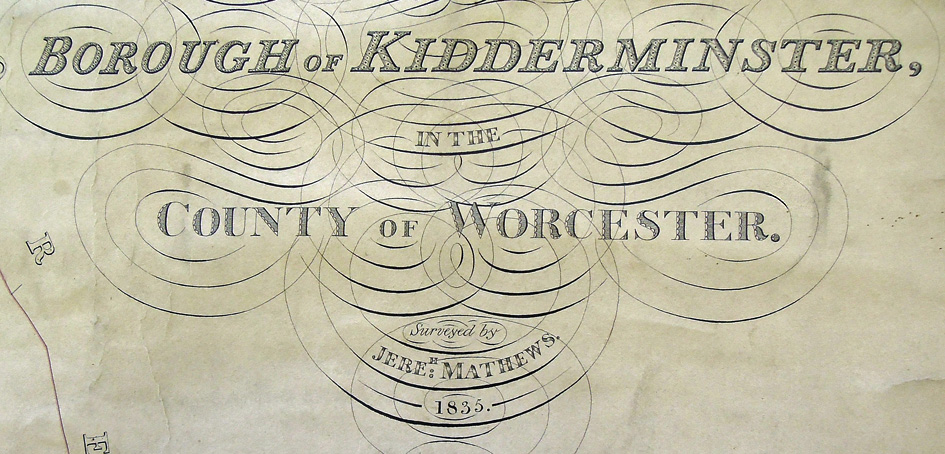 BOROUGH OF KIDDERMINSTER,
IN THE
COUNTY OF WORCESTER.
Surveyed by
JERE:ᴴ MATHEWS.
1835.
R
E